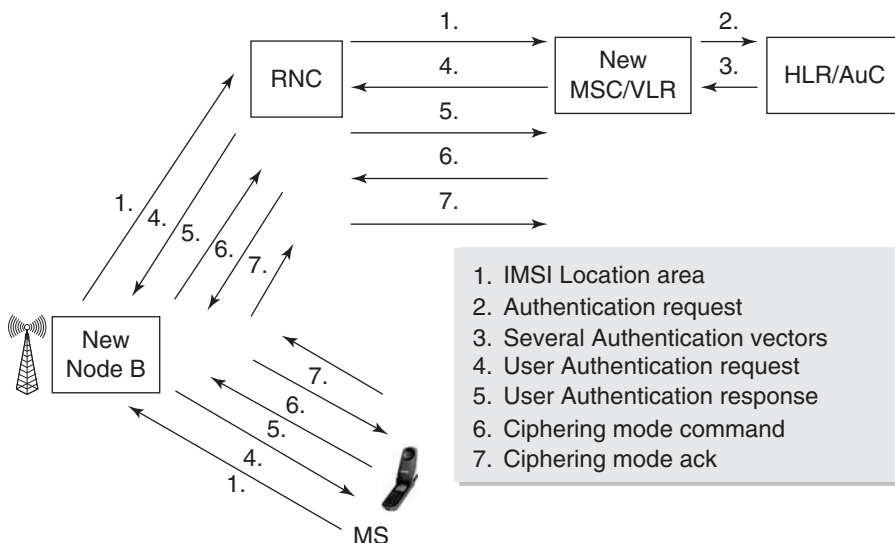 1.
2.
RNC
New
MSC/VLR
HLR/AuC
4.
3.
5.
6.
7.
1.
4.
5.
6.
7.
New
Node B
7.
6.
5.
4.
1.
MS
1. IMSI Location area
2. Authentication request
3. Several Authentication vectors
4. User Authentication request
5. User Authentication response
6. Ciphering mode command
7. Ciphering mode ack